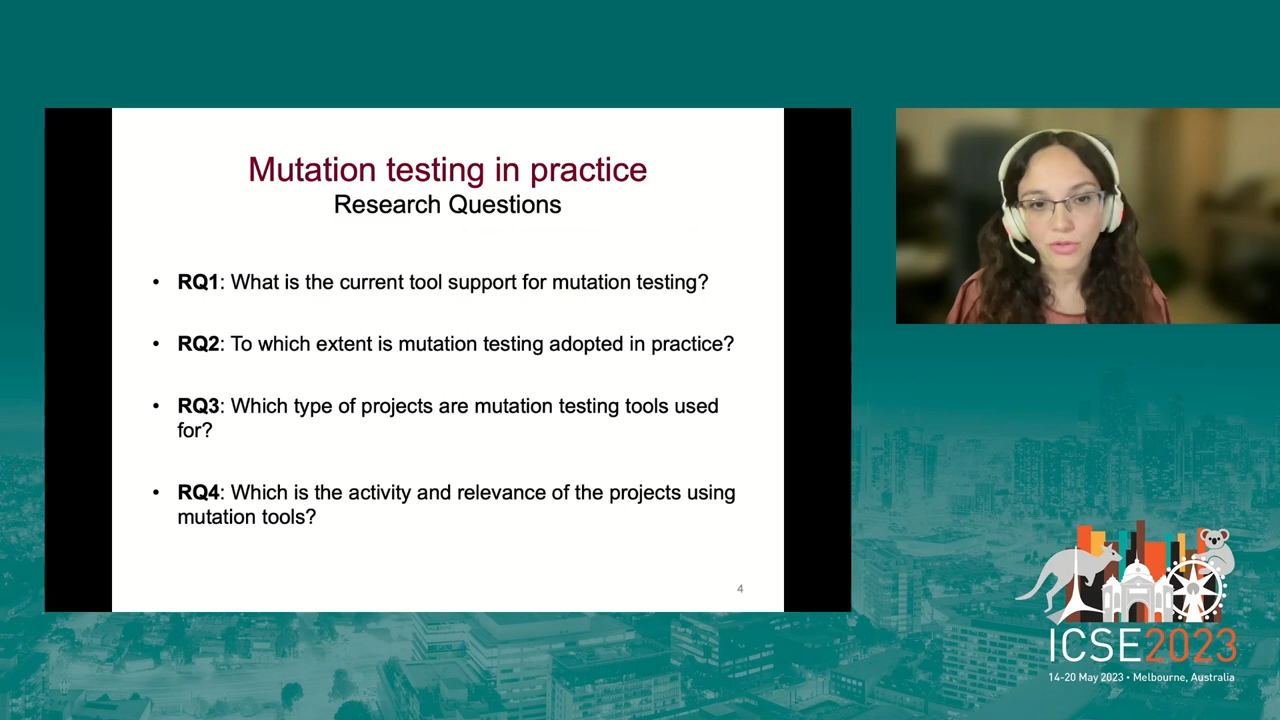 Mutation testing in practice
Research Questions
• RQ1: What is the current tool support for mutation testing?
• RQ2: To which extent is mutation testing adopted in practice?
• RQ3: Which type of projects are mutation testing tools used
for?
• RQ4: Which is the activity and relevance of the projects using
mutation tools?
4
ICSE2023
14-20 May 2023 • Melbourne, Australia